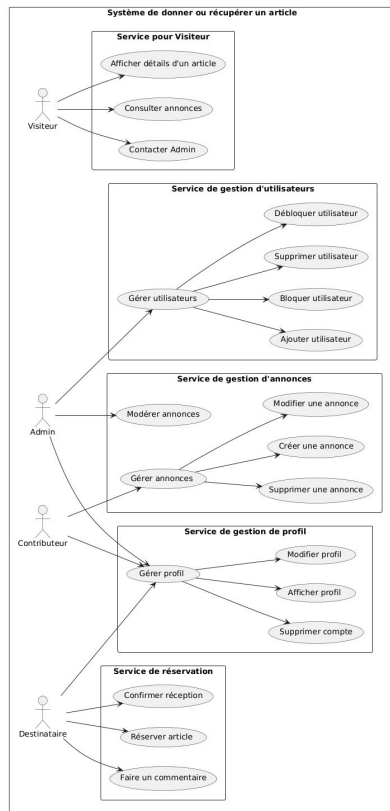 Système de donner ou récupérer un article
Service pour Visiteur
Afficher détails d'un article
Consulter annonces
Contacter Admin
Visiteur
Service de gestion d'utilisateurs
Débloquer utilisateur
Supprimer utilisateur
Gérer utilisateurs
Bloquer utilisateur
Ajouter utilisateur
Service de gestion d'annonces
Modifier une annonce
Modérer annonces
Admin
Créer une annonce
Gérer annonces
Supprimer une annonce
Contributeur
Service de gestion de profil
Modifier profil
Gérer profil
Afficher profil
Supprimer compte
Service de réservation
Confirmer réception
Réserver article
Destinataire
Faire un commentaire